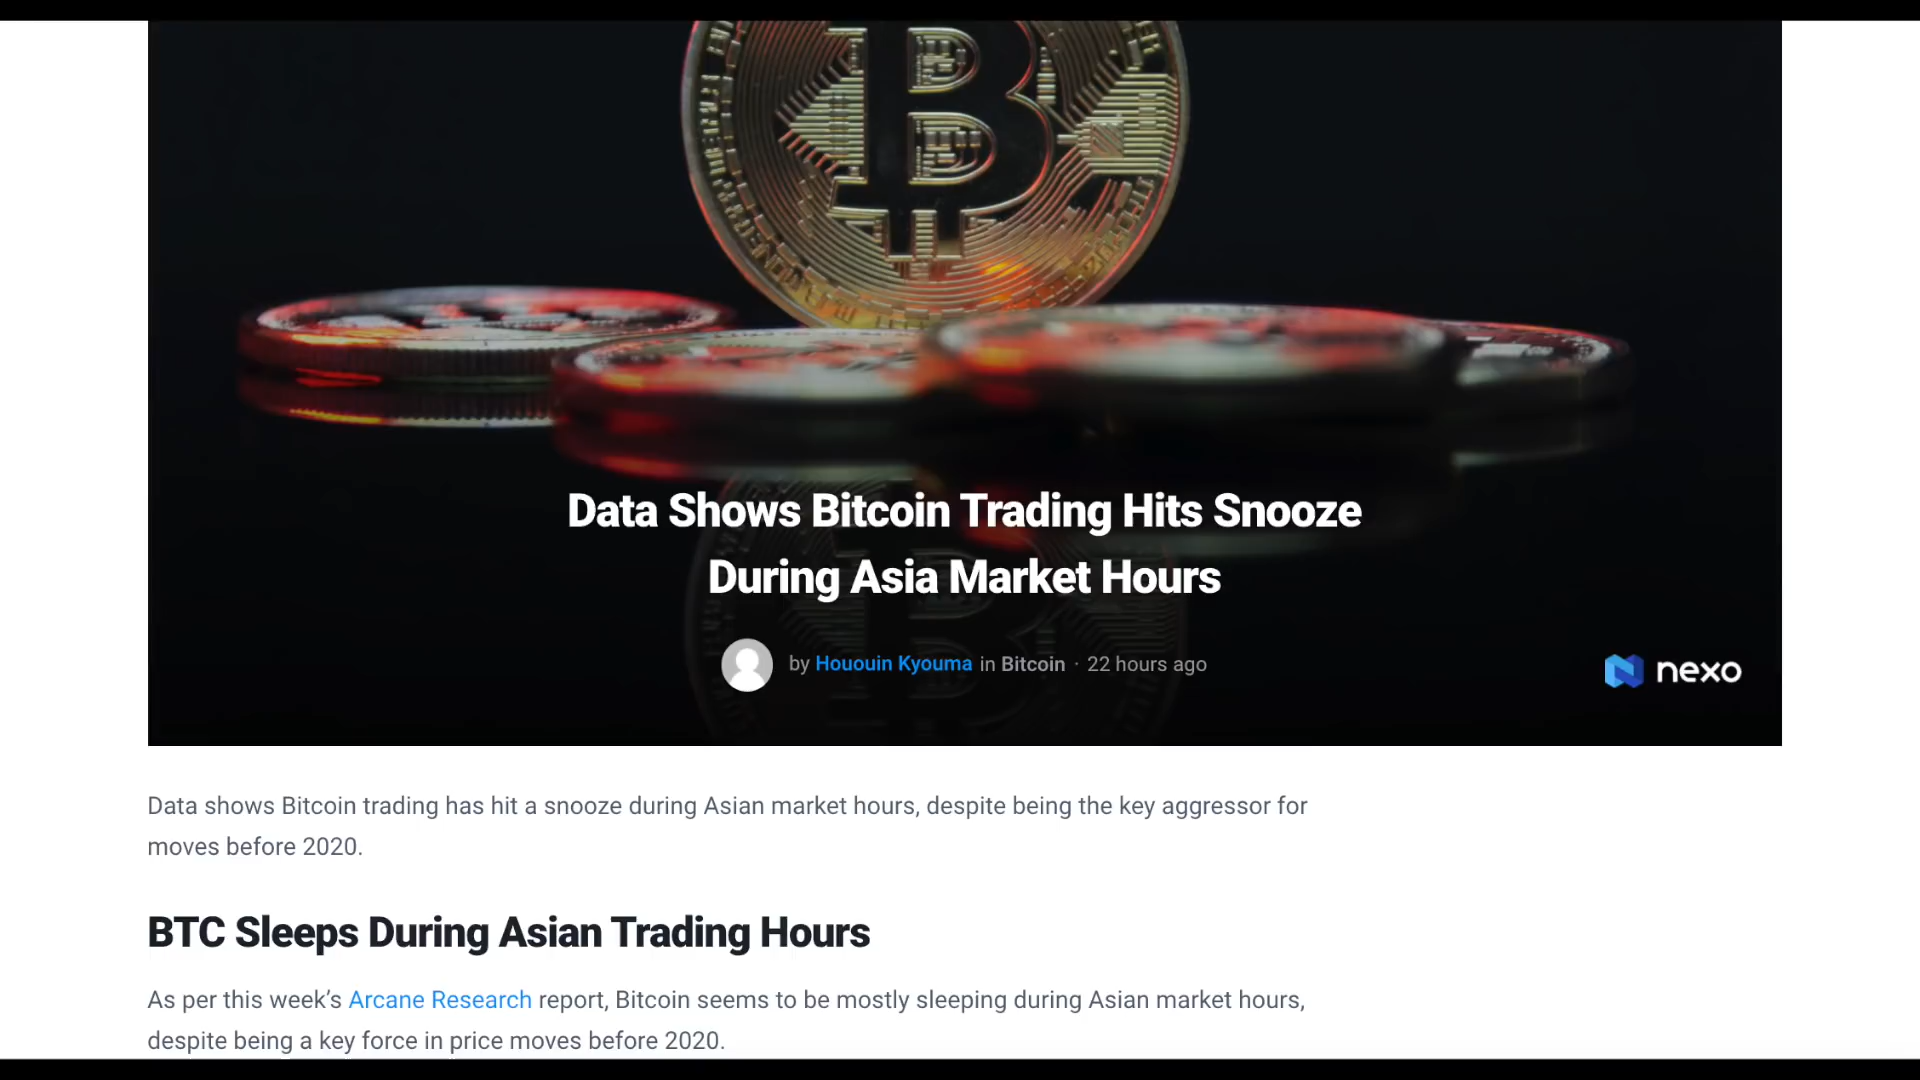 Data Shows Bitcoin Trading Hits Snooze
During Asia Market Hours
by Hououin Kyouma in Bitcoin · 22 hours ago
nexo
Data shows Bitcoin trading has hit a snooze during Asian market hours, despite being the key aggressor for
moves before 2020.
BTC Sleeps During Asian Trading Hours
As per this week’s Arcane Research report, Bitcoin seems to be mostly sleeping during Asian market hours,
despite being a key force in price moves before 2020.